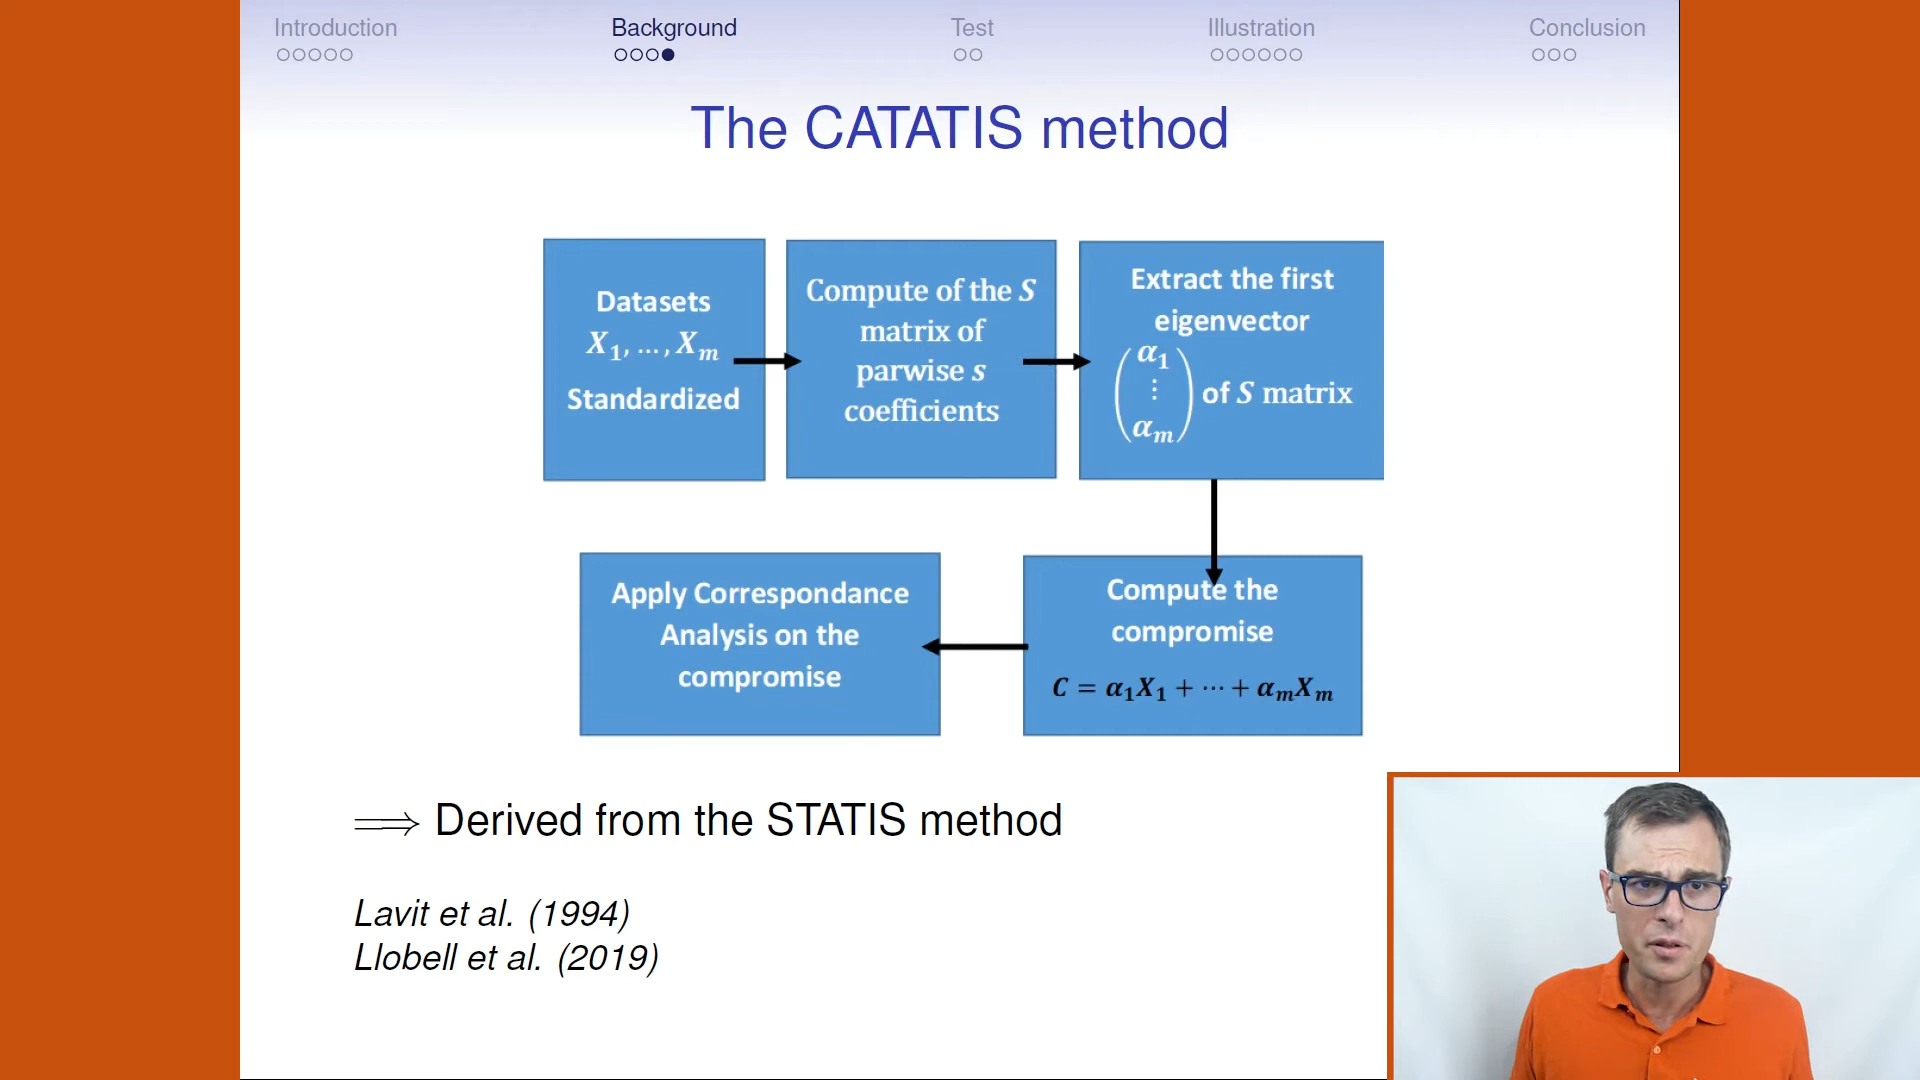 Introduction
Background
Test
Illustration
Conclusion
The CATATIS method
Datasets
X₁, ..., Xₘ
Standardized
Compute of the S
matrix of
parwise s
coefficients
Extract the first
eigenvector
α₁
⋮
αₘ
of S matrix
Compute the
compromise
C = α₁X₁ + ··· + αₘXₘ
Apply Correspondance
Analysis on the
compromise
⟹ Derived from the STATIS method
Lavit et al. (1994)
Llobell et al. (2019)